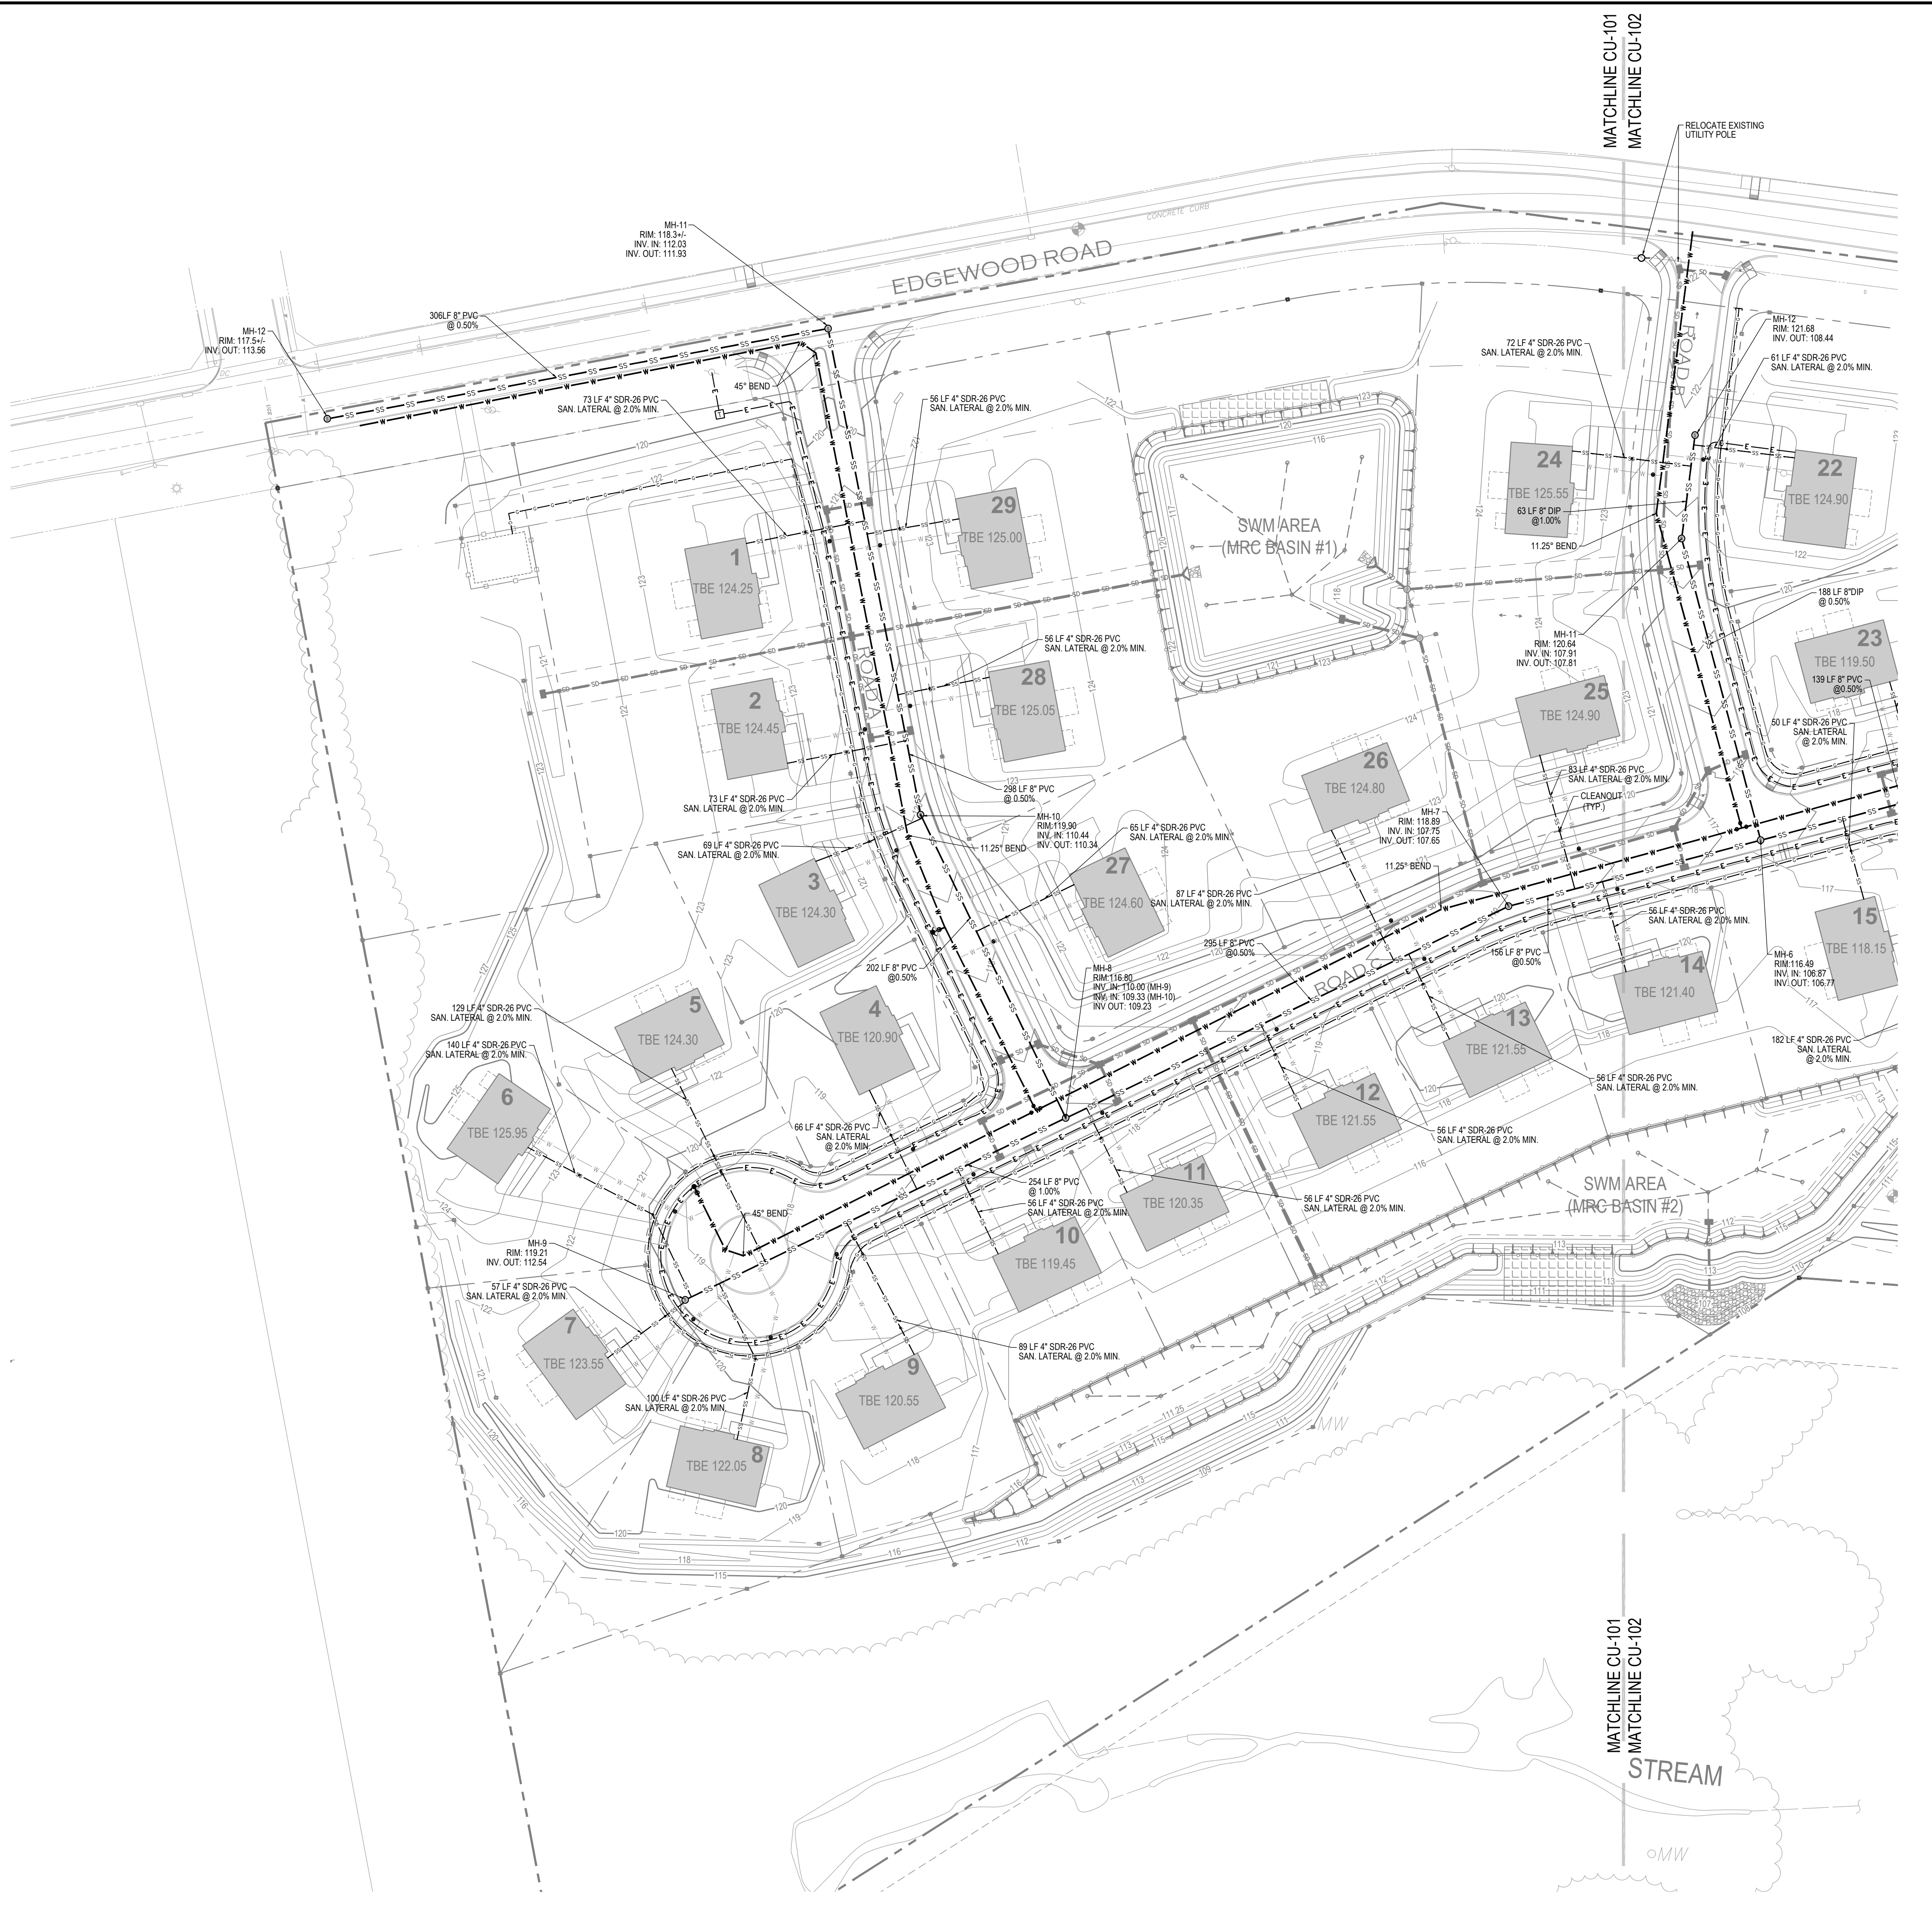 MATCHLINE CU-101
MATCHLINE CU-102
RELOCATE EXISTING
UTILITY POLE
CONCRETE CURB
EDGEWOOD ROAD
MH-11
RIM: 118.3+/-
INV. IN: 112.03
INV. OUT: 111.93
306LF 8" PVC
@ 0.50%
MH-12
RIM: 117.5+/-
INV. OUT: 113.56
45° BEND
73 LF 4" SDR-26 PVC
SAN. LATERAL @ 2.0% MIN.
56 LF 4" SDR-26 PVC
SAN. LATERAL @ 2.0% MIN.
72 LF 4" SDR-26 PVC
SAN. LATERAL @ 2.0% MIN.
ROAD B
MH-12
RIM: 121.68
INV. OUT: 108.44
61 LF 4" SDR-26 PVC
SAN. LATERAL @ 2.0% MIN.
1
TBE 124.25
29
TBE 125.00
SWM AREA
(MRC BASIN #1)
24
TBE 125.55
63 LF 8" DIP
@1.00%
11.25° BEND
22
TBE 124.90
188 LF 8"DIP
@ 0.50%
MH-11
RIM: 120.64
INV. IN: 107.91
INV. OUT: 107.81
23
TBE 119.50
139 LF 8" PVC
@0.50%
50 LF 4" SDR-26 PVC
SAN. LATERAL
@ 2.0% MIN.
ROAD A
56 LF 4" SDR-26 PVC
SAN. LATERAL @ 2.0% MIN.
2
TBE 124.45
28
TBE 125.05
25
TBE 124.90
26
TBE 124.80
73 LF 4" SDR-26 PVC
SAN. LATERAL @ 2.0% MIN.
298 LF 8" PVC
@ 0.50%
MH-10
RIM:119.90
INV. IN: 110.44
INV. OUT: 110.34
11.25° BEND
65 LF 4" SDR-26 PVC
SAN. LATERAL @ 2.0% MIN.
83 LF 4" SDR-26 PVC
SAN. LATERAL @ 2.0% MIN.
CLEANOUT
(TYP.)
MH-7
RIM: 118.89
INV. IN: 107.75
INV. OUT: 107.65
11.25° BEND
69 LF 4" SDR-26 PVC
SAN. LATERAL @ 2.0% MIN.
3
TBE 124.30
27
TBE 124.60
87 LF 4" SDR-26 PVC
SAN. LATERAL @ 2.0% MIN.
295 LF 8" PVC
@0.50%
156 LF 8" PVC
@0.50%
56 LF 4" SDR-26 PVC
SAN. LATERAL @ 2.0% MIN.
15
TBE 118.15
MH-6
RIM:116.49
INV. IN: 106.87
INV. OUT: 106.77
14
TBE 121.40
202 LF 8" PVC
@0.50%
MH-8
RIM:116.80
INV. IN: 110.00 (MH-9)
INV. IN: 109.33 (MH-10)
INV OUT: 109.23
ROAD C
129 LF 4" SDR-26 PVC
SAN. LATERAL @ 2.0% MIN.
5
TBE 124.30
4
TBE 120.90
13
TBE 121.55
182 LF 4" SDR-26 PVC
SAN. LATERAL
@ 2.0% MIN.
140 LF 4" SDR-26 PVC
SAN. LATERAL @ 2.0% MIN.
6
TBE 125.95
66 LF 4" SDR-26 PVC
SAN. LATERAL
@ 2.0% MIN.
12
TBE 121.55
56 LF 4" SDR-26 PVC
SAN. LATERAL @ 2.0% MIN.
56 LF 4" SDR-26 PVC
SAN. LATERAL @ 2.0% MIN.
254 LF 8" PVC
@ 1.00%
56 LF 4" SDR-26 PVC
SAN. LATERAL @ 2.0% MIN.
11
TBE 120.35
56 LF 4" SDR-26 PVC
SAN. LATERAL @ 2.0% MIN.
SWM AREA
(MRC BASIN #2)
45° BEND
MH-9
RIM: 119.21
INV. OUT: 112.54
10
TBE 119.45
57 LF 4" SDR-26 PVC
SAN. LATERAL @ 2.0% MIN.
7
TBE 123.55
89 LF 4" SDR-26 PVC
SAN. LATERAL @ 2.0% MIN.
9
TBE 120.55
100 LF 4" SDR-26 PVC
SAN. LATERAL @ 2.0% MIN.
8
TBE 122.05
MW
MATCHLINE CU-101
MATCHLINE CU-102
STREAM
MW